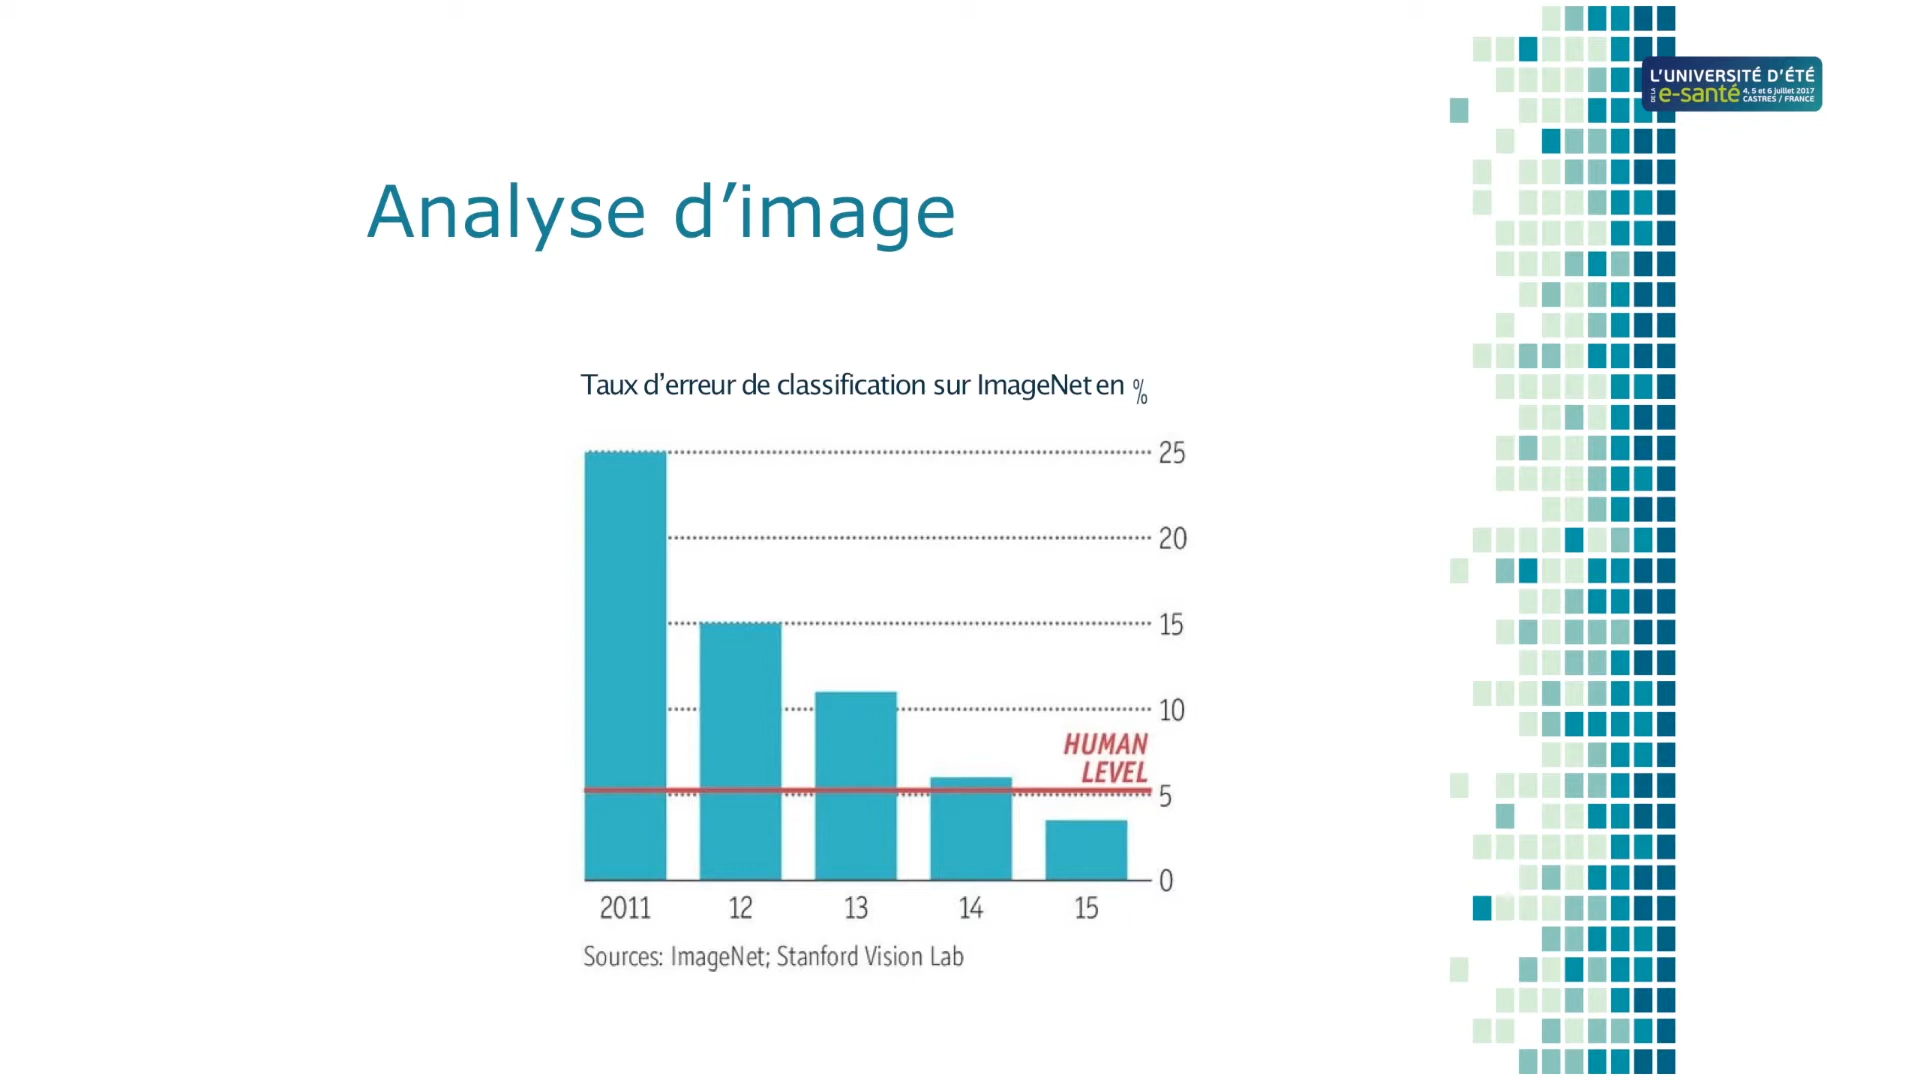 L'UNIVERSITÉ D'ÉTÉ
DE LA e-santé 4, 5 et 6 juillet 2017
CASTRES / FRANCE
Analyse d’image
Taux d’erreur de classification sur ImageNet en %
25
20
15
10
HUMAN
LEVEL
5
0
2011 12 13 14 15
Sources: ImageNet; Stanford Vision Lab